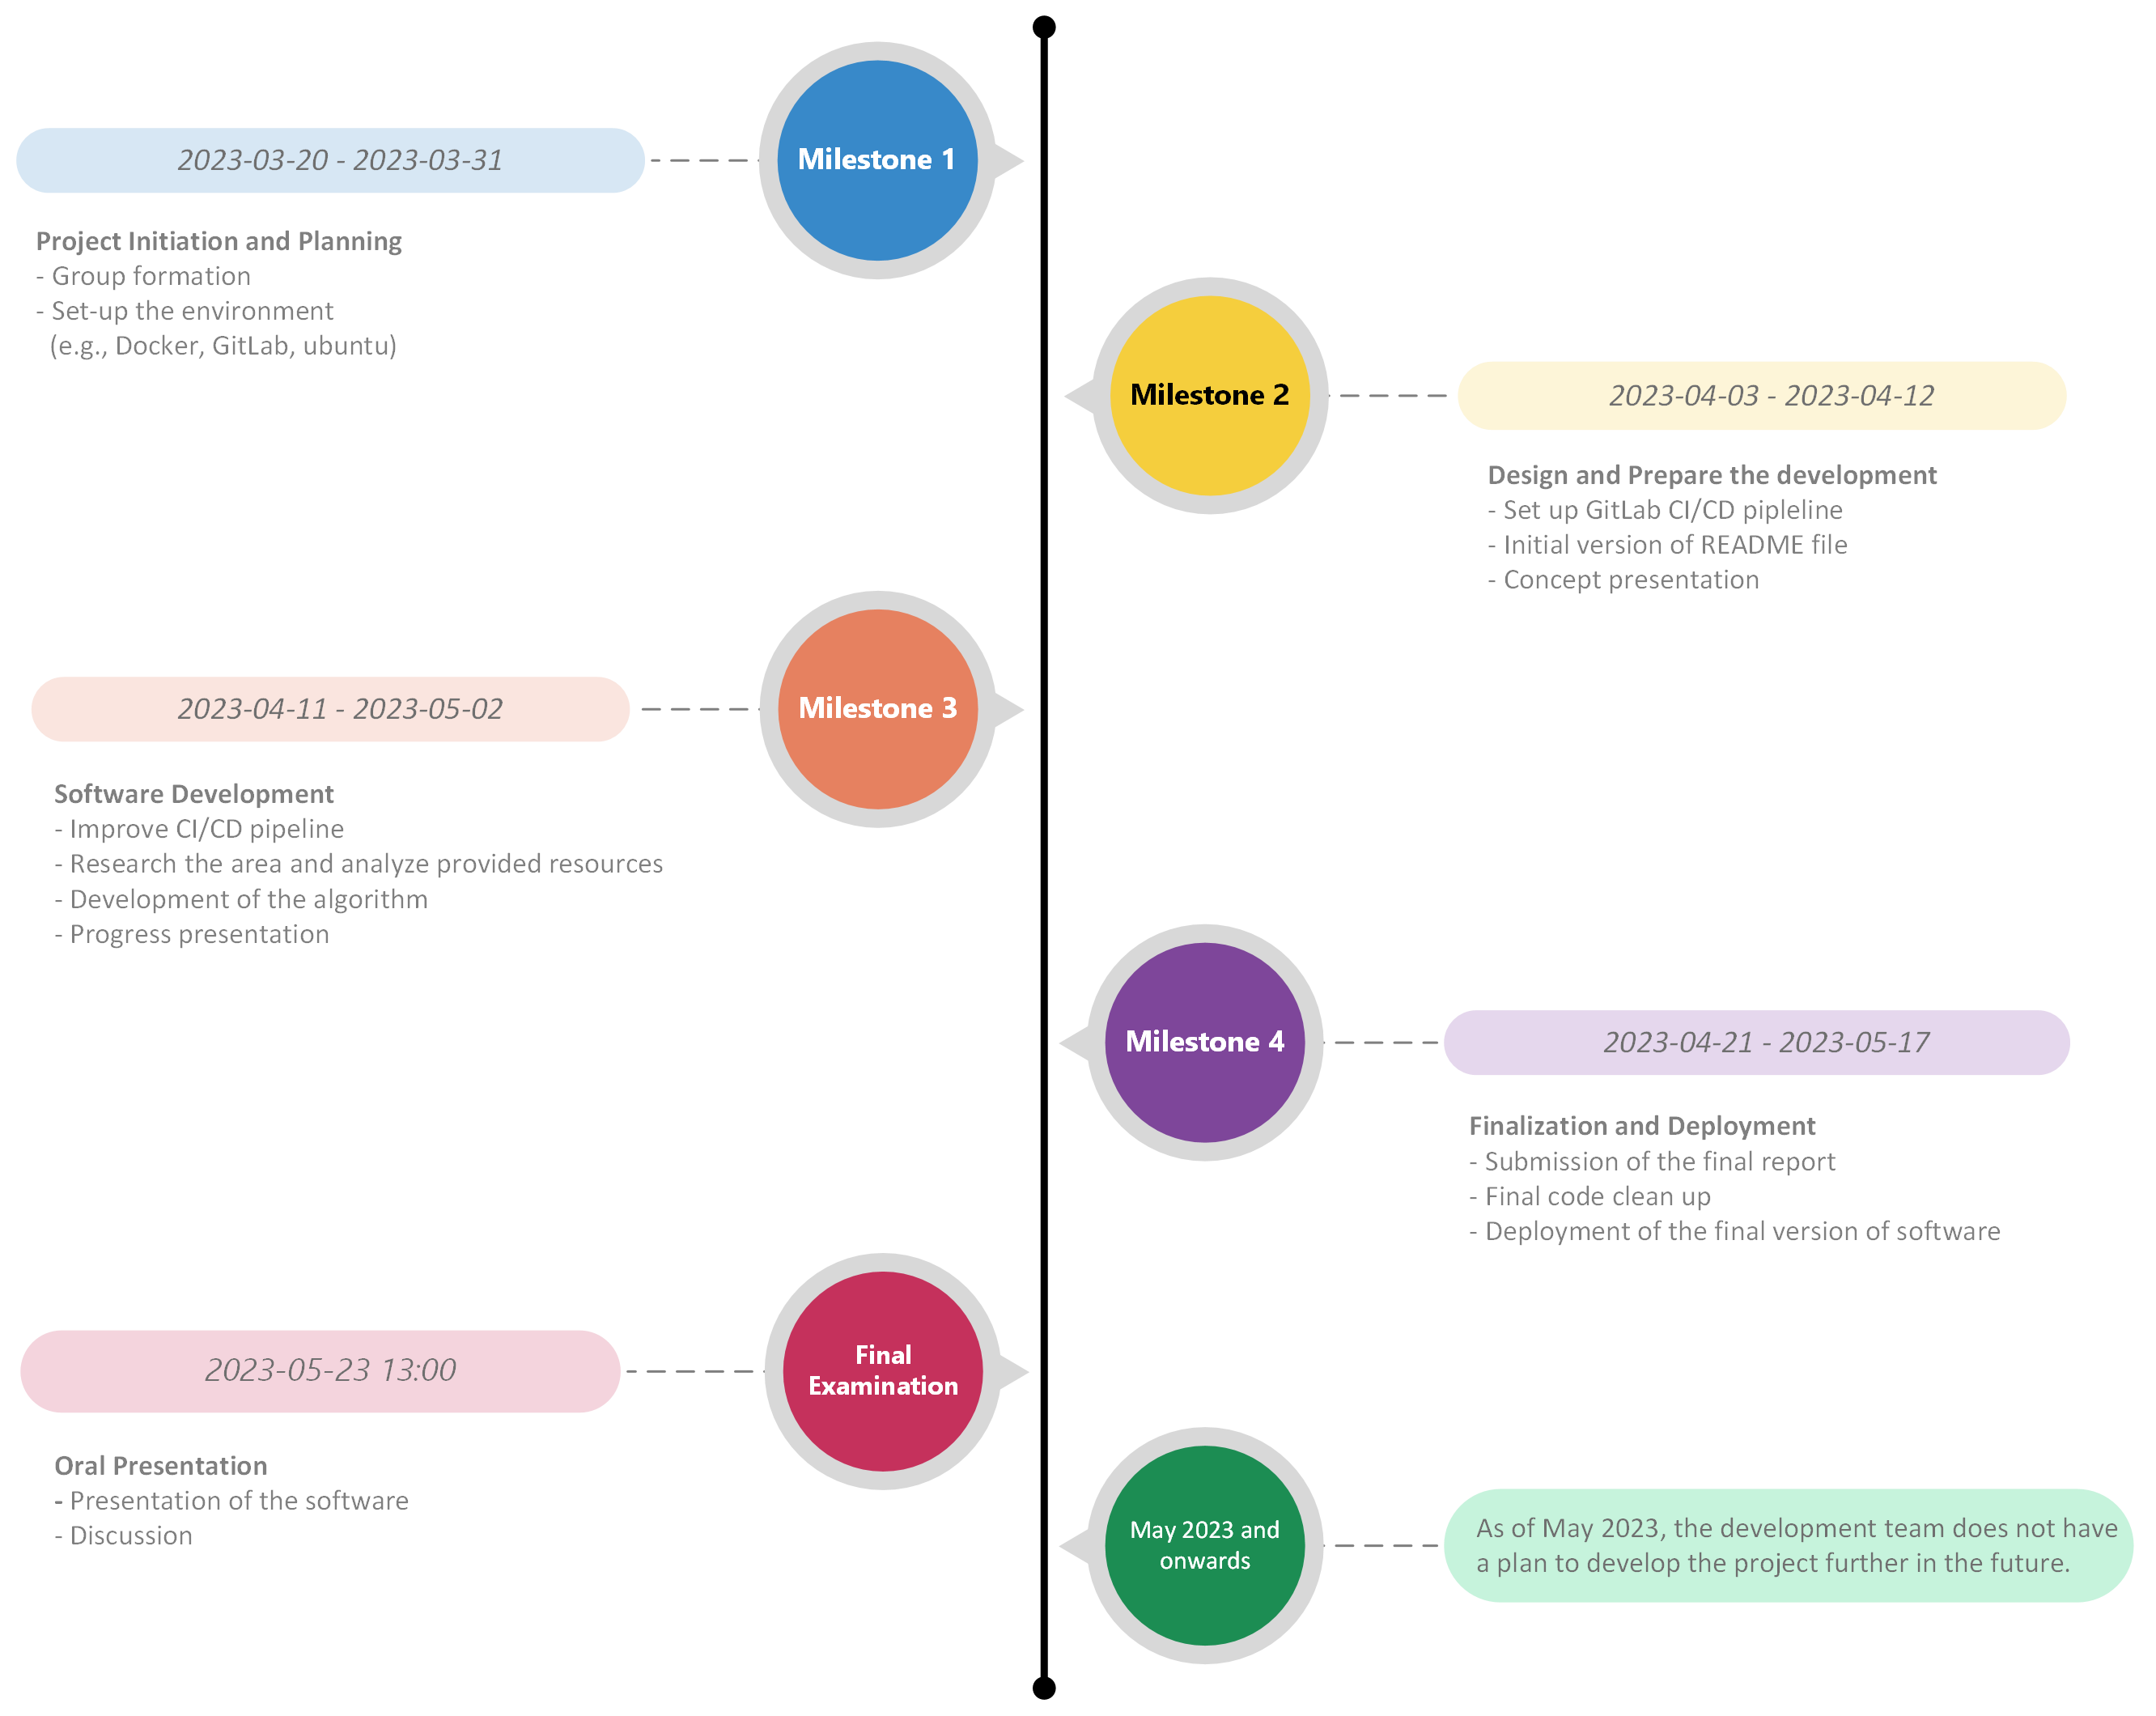 Milestone 1
2023-03-20 - 2023-03-31
Project Initiation and Planning
- Group formation
- Set-up the environment
(e.g., Docker, GitLab, ubuntu)
Milestone 2
2023-04-03 - 2023-04-12
Design and Prepare the development
- Set up GitLab CI/CD pipleline
- Initial version of README file
- Concept presentation
Milestone 3
2023-04-11 - 2023-05-02
Software Development
- Improve CI/CD pipeline
- Research the area and analyze provided resources
- Development of the algorithm
- Progress presentation
Milestone 4
2023-04-21 - 2023-05-17
Finalization and Deployment
- Submission of the final report
- Final code clean up
- Deployment of the final version of software
Final
Examination
2023-05-23 13:00
Oral Presentation
- Presentation of the software
- Discussion
May 2023 and
onwards
As of May 2023, the development team does not have
a plan to develop the project further in the future.